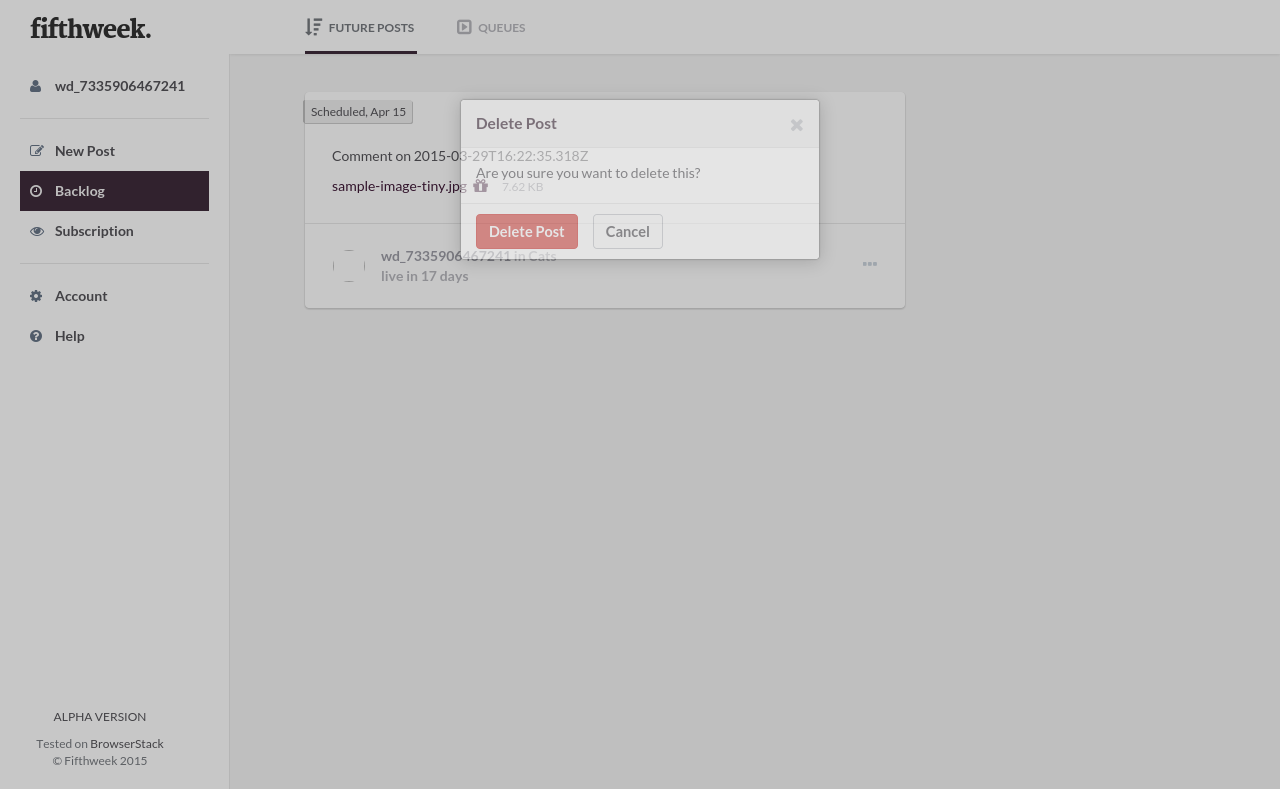 fifthweek.
FUTURE POSTS
QUEUES
wd_7335906467241
New Post
Backlog
Subscription
Account
Help
Scheduled, Apr 15
Delete Post
Comment on 2015-03-29T16:22:35.318Z
Are you sure you want to delete this?
sample-image-tiny.jpg 7.62 KB
Delete Post
Cancel
wd_7335906467241 in Cats
live in 17 days
ALPHA VERSION
Tested on BrowserStack
© Fifthweek 2015